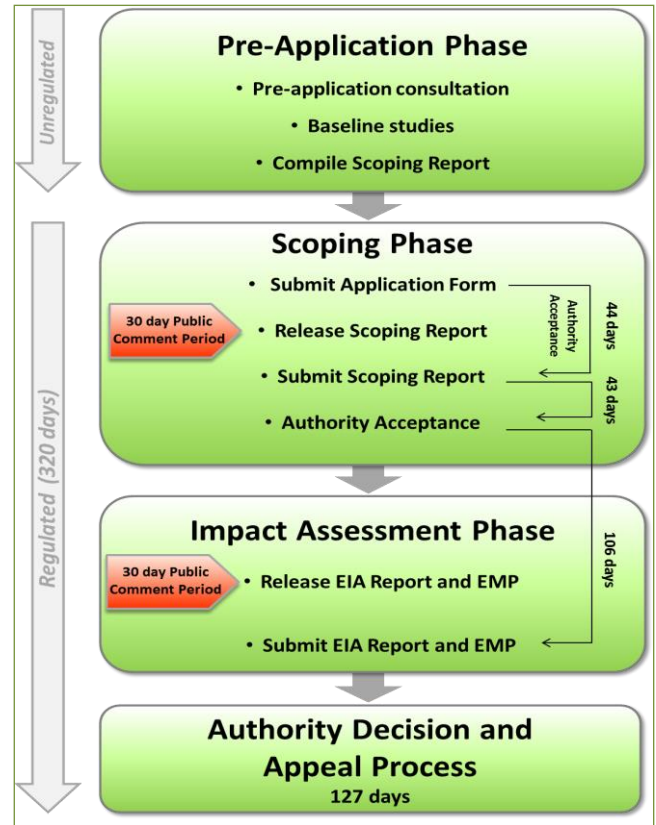 Unregulated
Pre-Application Phase
• Pre-application consultation
• Baseline studies
• Compile Scoping Report
Regulated (320 days)
Scoping Phase
• Submit Application Form
30 day Public
Comment Period
• Release Scoping Report
• Submit Scoping Report
• Authority Acceptance
Authority
Acceptance
44 days
43 days
106 days
Impact Assessment Phase
30 day Public
Comment Period
• Release EIA Report and EMP
• Submit EIA Report and EMP
Authority Decision and
Appeal Process
127 days